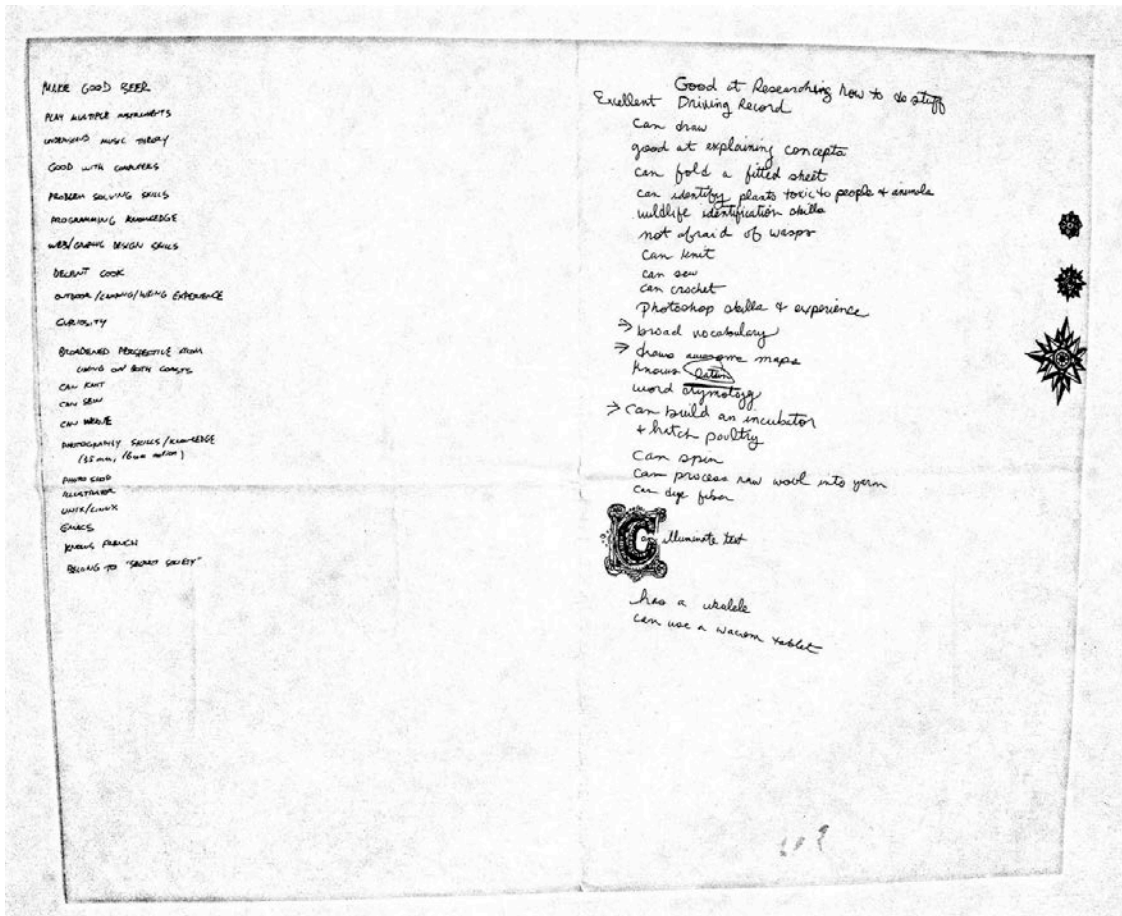 MAKE GOOD BEER
PLAY MULTIPLE INSTRUMENTS
UNDERSTAND MUSIC THEORY
GOOD WITH COMPUTERS
PROBLEM SOLVING SKILLS
PROGRAMMING KNOWLEDGE
WEB/GRAPHIC DESIGN SKILLS
DECENT COOK
OUTDOOR/CAMPING/HIKING EXPERIENCE
CURIOSITY
BROADENED PERSPECTIVE FROM
LIVING ON BOTH COASTS
CAN KNIT
CAN SEW
CAN WEAVE
PHOTOGRAPHY SKILLS/KNOWLEDGE
(35mm, 16mm motion)
PHOTOSHOP
ILLUSTRATOR
UNIX/LINUX
EMACS
KNOWS FRENCH
BELONG TO "SECRET SOCIETY"
Good at Researching how to do stuff
Excellent Driving Record
Can draw
good at explaining concepts
can fold a fitted sheet
can identify plants toxic to people + animals
wildlife identification skills
not afraid of wasps
can knit
can sew
can crochet
Photoshop skills + experience
→ broad vocabulary
→ draws awesome maps
knows Latin
word etymology
→ can build an incubator
+ hatch poultry
Can spin
can process raw wool into yarn
can dye fiber
Can illuminate text
has a ukulele
can use a wacom tablet